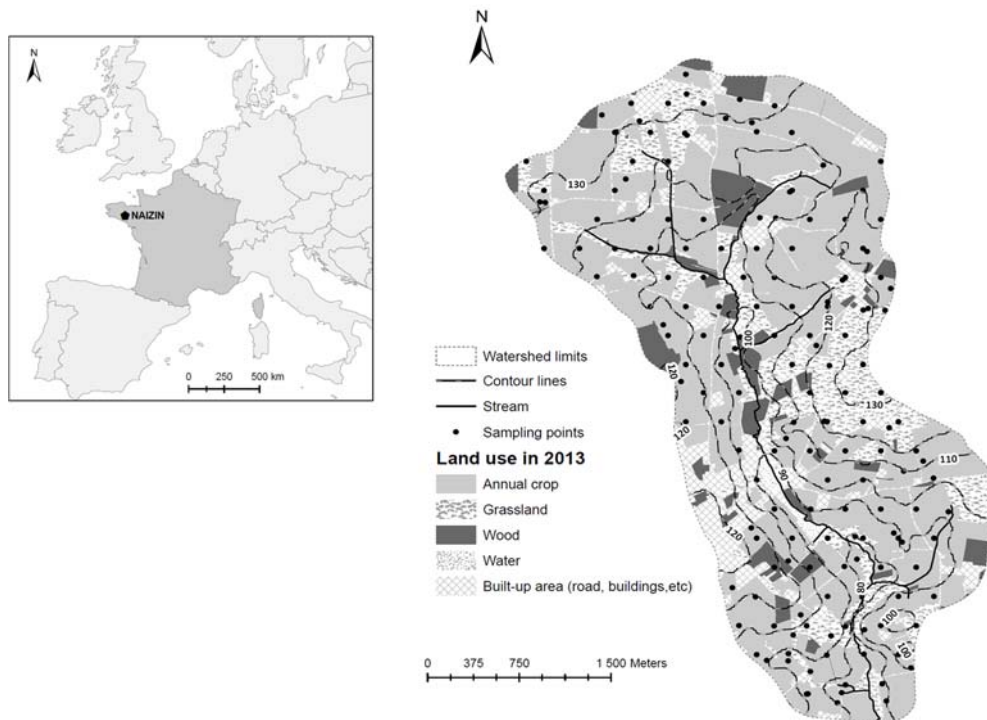 N
NAIZIN
0 250 500 km
N
130
100
120
120
130
120
110
90
120
80
100
100
Watershed limits
Contour lines
Stream
Sampling points
Land use in 2013
Annual crop
Grassland
Wood
Water
Built-up area (road, buildings,etc)
0 375 750 1 500 Meters